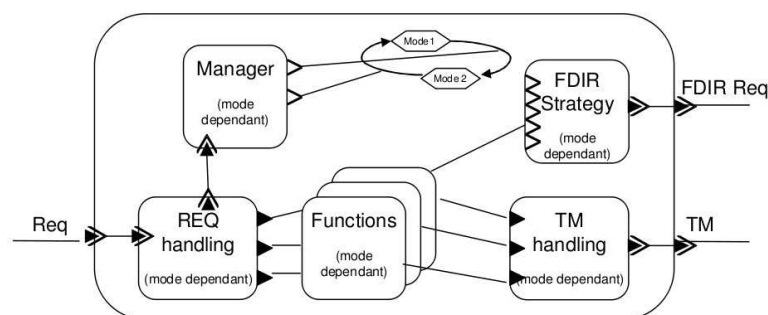 Mode 1
Mode 2
Manager
(mode
dependant)
FDIR
Strategy
(mode
dependant)
FDIR Req
Req
REQ
handling
(mode dependant)
Functions
(mode
dependant)
TM
handling
(mode dependant)
TM